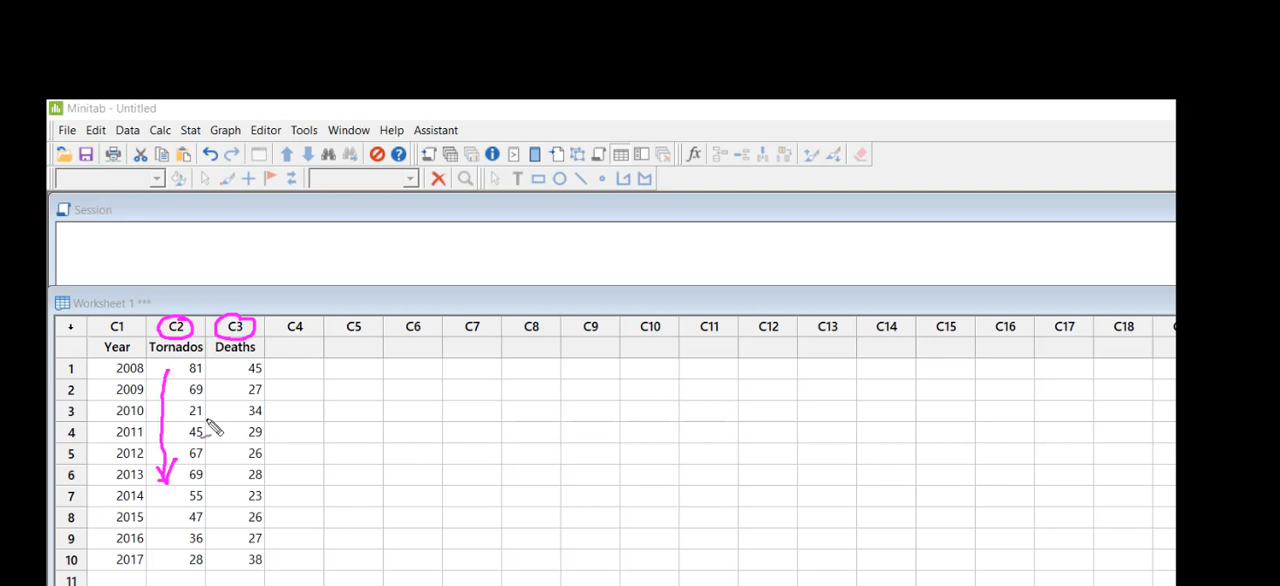 Minitab - Untitled
File Edit Data Calc Stat Graph Editor Tools Window Help Assistant
fx
T
Session
Worksheet 1 ***
C1 C2 C3 C4 C5 C6 C7 C8 C9 C10 C11 C12 C13 C14 C15 C16 C17 C18
Year Tornados Deaths
1 2008 81 45
2 2009 69 27
3 2010 21 34
4 2011 45 29
5 2012 67 26
6 2013 69 28
7 2014 55 23
8 2015 47 26
9 2016 36 27
10 2017 28 38
11